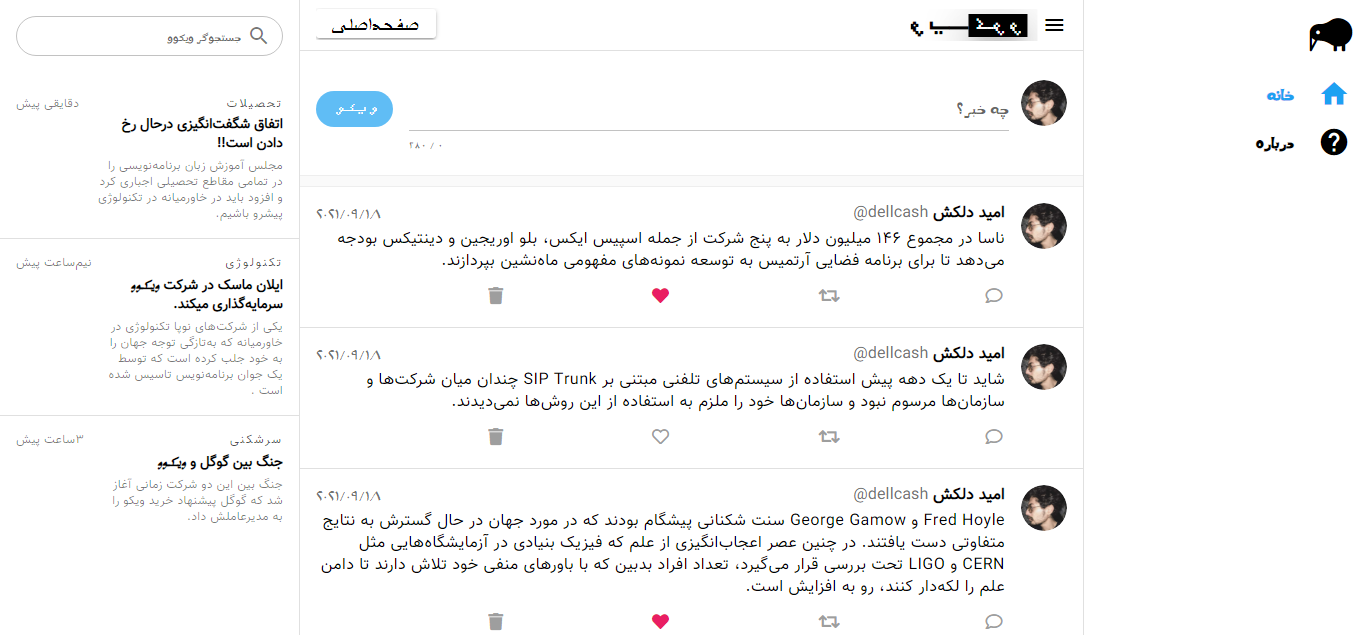 خانه
درباره
صفحه‌اصلی
چه خبر؟
ویکو
۰ / ۲۸۰
امید دلکش @dellcash ۲۰۲۱/۰۹/۱۸
ناسا در مجموع ۱۴۶ میلیون دلار به پنج شرکت از جمله اسپیس ایکس، بلو اوریجین و دینتیکس بودجه
می‌دهد تا برای برنامه فضایی آرتمیس به توسعه نمونه‌های مفهومی ماه‌نشین بپردازند.
امید دلکش @dellcash ۲۰۲۱/۰۹/۱۸
شاید تا یک دهه پیش استفاده از سیستم‌های تلفنی مبتنی بر SIP Trunk چندان میان شرکت‌ها و
سازمان‌ها مرسوم نبود و سازمان‌ها خود را ملزم به استفاده از این روش‌ها نمی‌دیدند.
امید دلکش @dellcash ۲۰۲۱/۰۹/۱۸
Fred Hoyle و George Gamow سنت شکنانی پیشگام بودند که در مورد جهان در حال گسترش به نتایج
متفاوتی دست یافتند. در چنین عصر اعجاب‌انگیزی از علم که فیزیک بنیادی در آزمایشگاه‌هایی مثل
CERN و LIGO تحت بررسی قرار می‌گیرد، تعداد افراد بدبین که با باورهای منفی خود تلاش دارند تا دامن
علم را لکه‌دار کنند، رو به افزایش است.
جستجوگر ویکوو
تحصیلات دقایقی پیش
اتفاق شگفت‌انگیزی درحال رخ
دادن است!!
مجلس آموزش زبان برنامه‌نویسی را
در تمامی مقاطع تحصیلی اجباری کرد
و افزود باید در خاورمیانه در تکنولوژی
پیشرو باشیم.
تکنولوژی نیم‌ساعت پیش
ایلان ماسک در شرکت ویکوو
سرمایه‌گذاری میکند.
یکی از شرکت‌های نوپا تکنولوژی در
خاورمیانه که به‌تازگی توجه جهان را
به خود جلب کرده است که توسط
یک جوان برنامه‌نویس تاسیس شده
است .
سرشکنی ۳ساعت پیش
جنگ بین گوگل و ویکوو
جنگ بین این دو شرکت زمانی آغاز
شد که گوگل پیشنهاد خرید ویکو را
به مدیرعاملش داد.